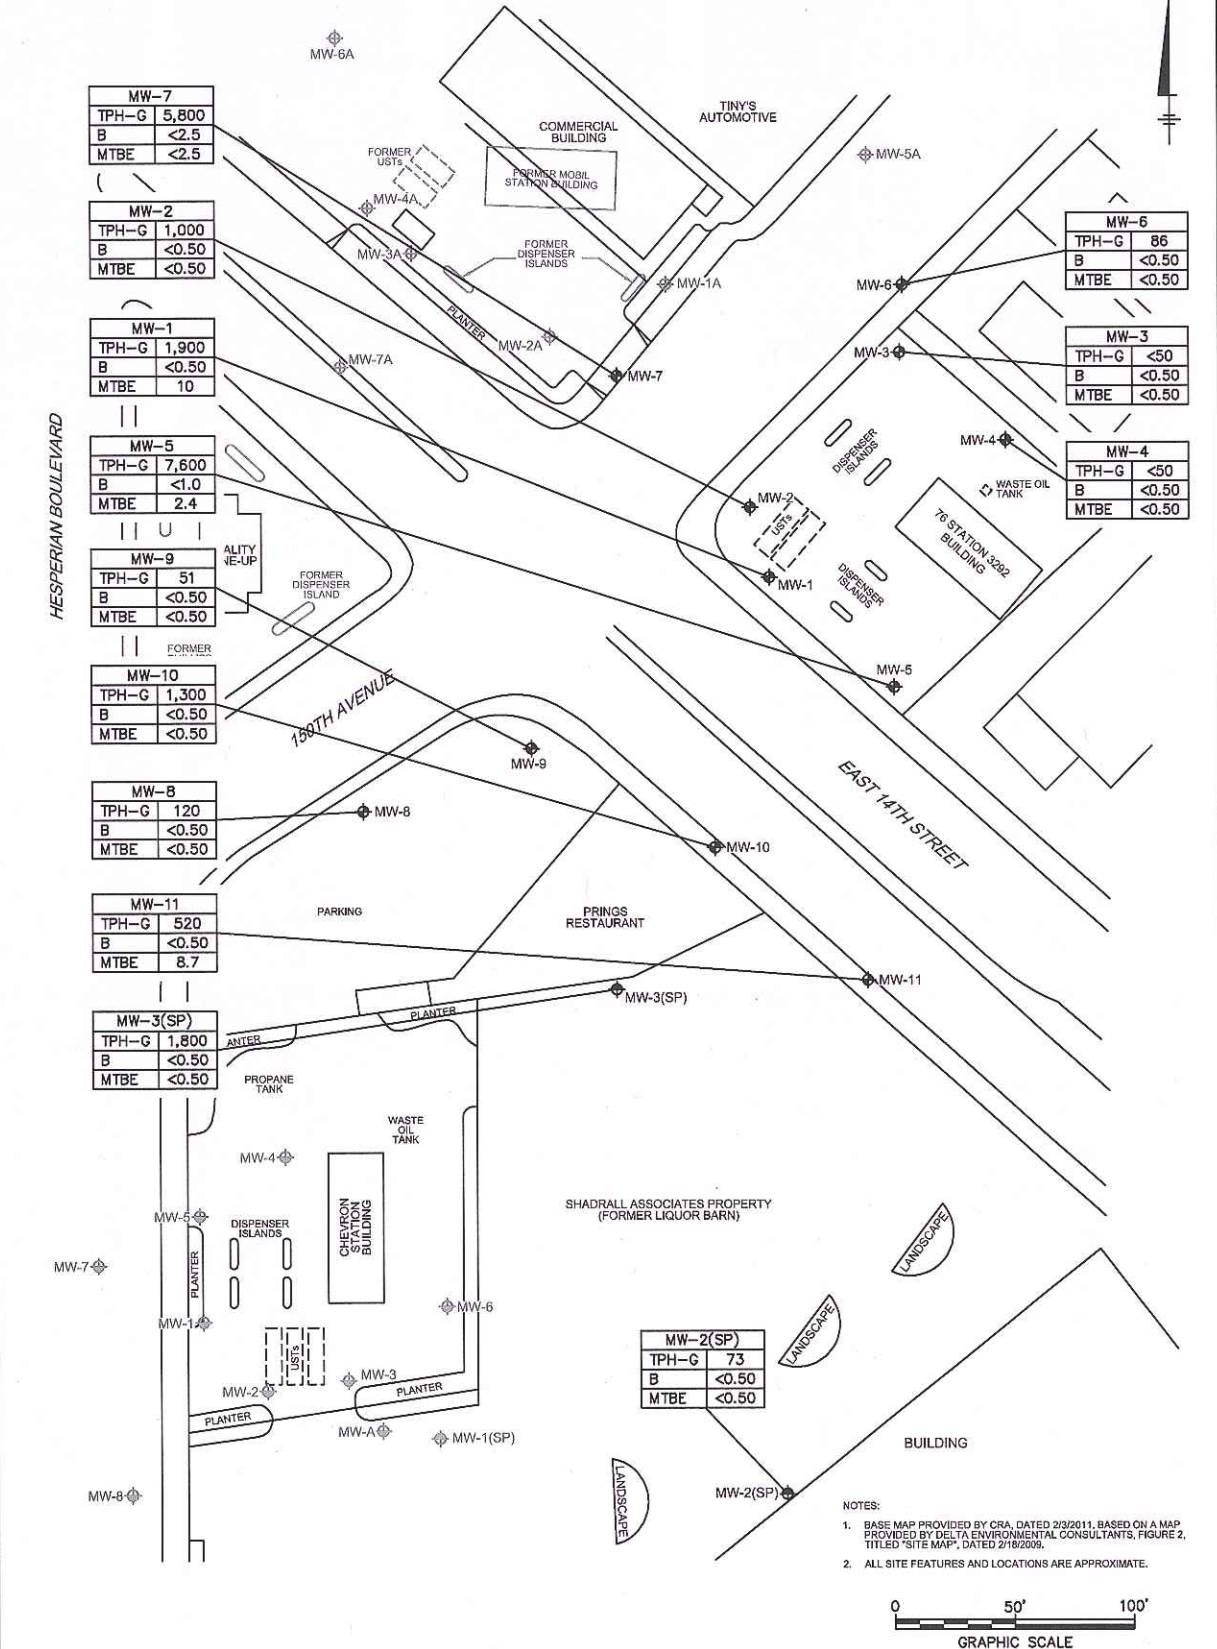 MW-6A
MW-7
TPH-G 5,800
B <2.5
MTBE <2.5
MW-2
TPH-G 1,000
B <0.50
MTBE <0.50
MW-1
TPH-G 1,900
B <0.50
MTBE 10
MW-5
TPH-G 7,600
B <1.0
MTBE 2.4
MW-9
TPH-G 51
B <0.50
MTBE <0.50
MW-10
TPH-G 1,300
B <0.50
MTBE <0.50
MW-8
TPH-G 120
B <0.50
MTBE <0.50
MW-11
TPH-G 520
B <0.50
MTBE 8.7
MW-3(SP)
TPH-G 1,800
B <0.50
MTBE <0.50
HESPERIAN BOULEVARD
TINY'S
AUTOMOTIVE
COMMERCIAL
BUILDING
FORMER
USTs
FORMER MOBIL
STATION BUILDING
MW-5A
MW-4A
MW-3A
FORMER
DISPENSER
ISLANDS
MW-1A
PLANTER
MW-2A
MW-7A
MW-7
MW-6
TPH-G 86
B <0.50
MTBE <0.50
MW-3
TPH-G <50
B <0.50
MTBE <0.50
MW-4
TPH-G <50
B <0.50
MTBE <0.50
MW-6
MW-3
MW-4
DISPENSER
ISLANDS
WASTE OIL
TANK
MW-2
USTs
76 STATION 3292
BUILDING
MW-1
DISPENSER
ISLANDS
MW-5
ALITY
NE-UP
FORMER
DISPENSER
ISLAND
FORMER
150TH AVENUE
MW-9
MW-8
MW-10
EAST 14TH STREET
PARKING
PRINGS
RESTAURANT
MW-11
MW-3(SP)
PLANTER
ANTER
PROPANE
TANK
WASTE
OIL
TANK
MW-4
MW-5
DISPENSER
ISLANDS
CHEVRON
STATION
BUILDING
MW-7
PLANTER
MW-1
MW-6
USTs
MW-2
MW-3
PLANTER
PLANTER
MW-A
MW-1(SP)
MW-8
SHADRALL ASSOCIATES PROPERTY
(FORMER LIQUOR BARN)
LANDSCAPE
LANDSCAPE
MW-2(SP)
TPH-G 73
B <0.50
MTBE <0.50
LANDSCAPE
MW-2(SP)
BUILDING
NOTES:
1. BASE MAP PROVIDED BY CRA, DATED 2/3/2011, BASED ON A MAP
PROVIDED BY DELTA ENVIRONMENTAL CONSULTANTS, FIGURE 2,
TITLED "SITE MAP", DATED 2/18/2009.
2. ALL SITE FEATURES AND LOCATIONS ARE APPROXIMATE.
0 50' 100'
GRAPHIC SCALE